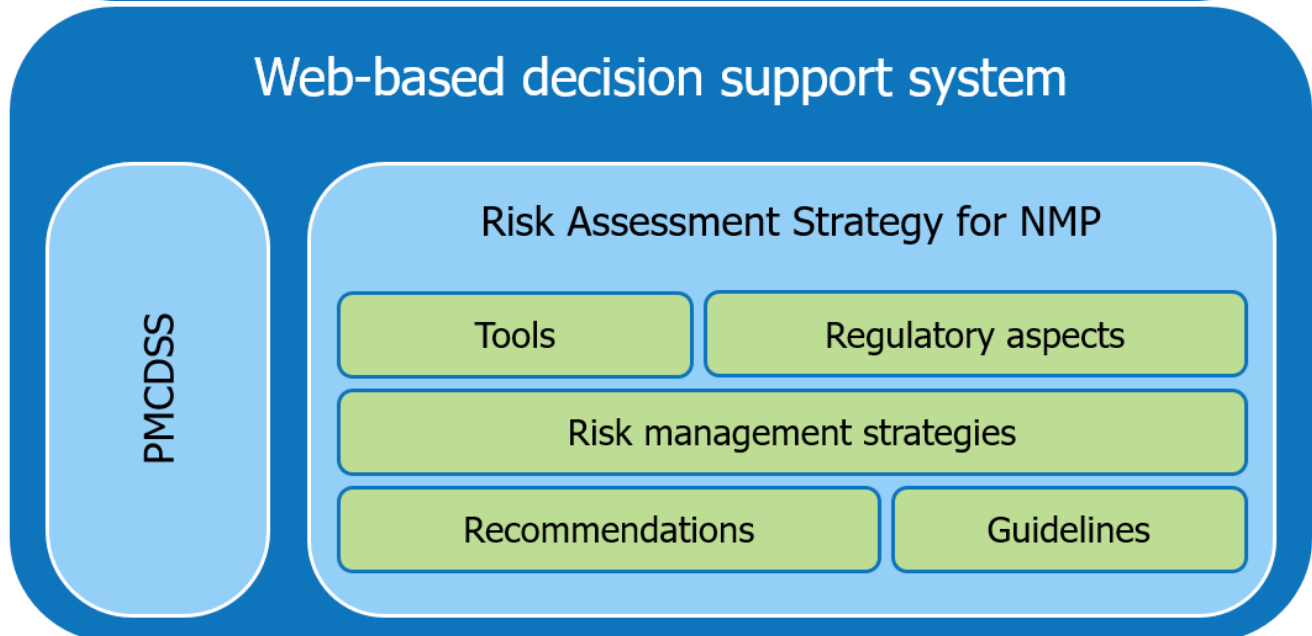 Web-based decision support system
PMCDSS
Risk Assessment Strategy for NMP
Tools
Regulatory aspects
Risk management strategies
Recommendations
Guidelines